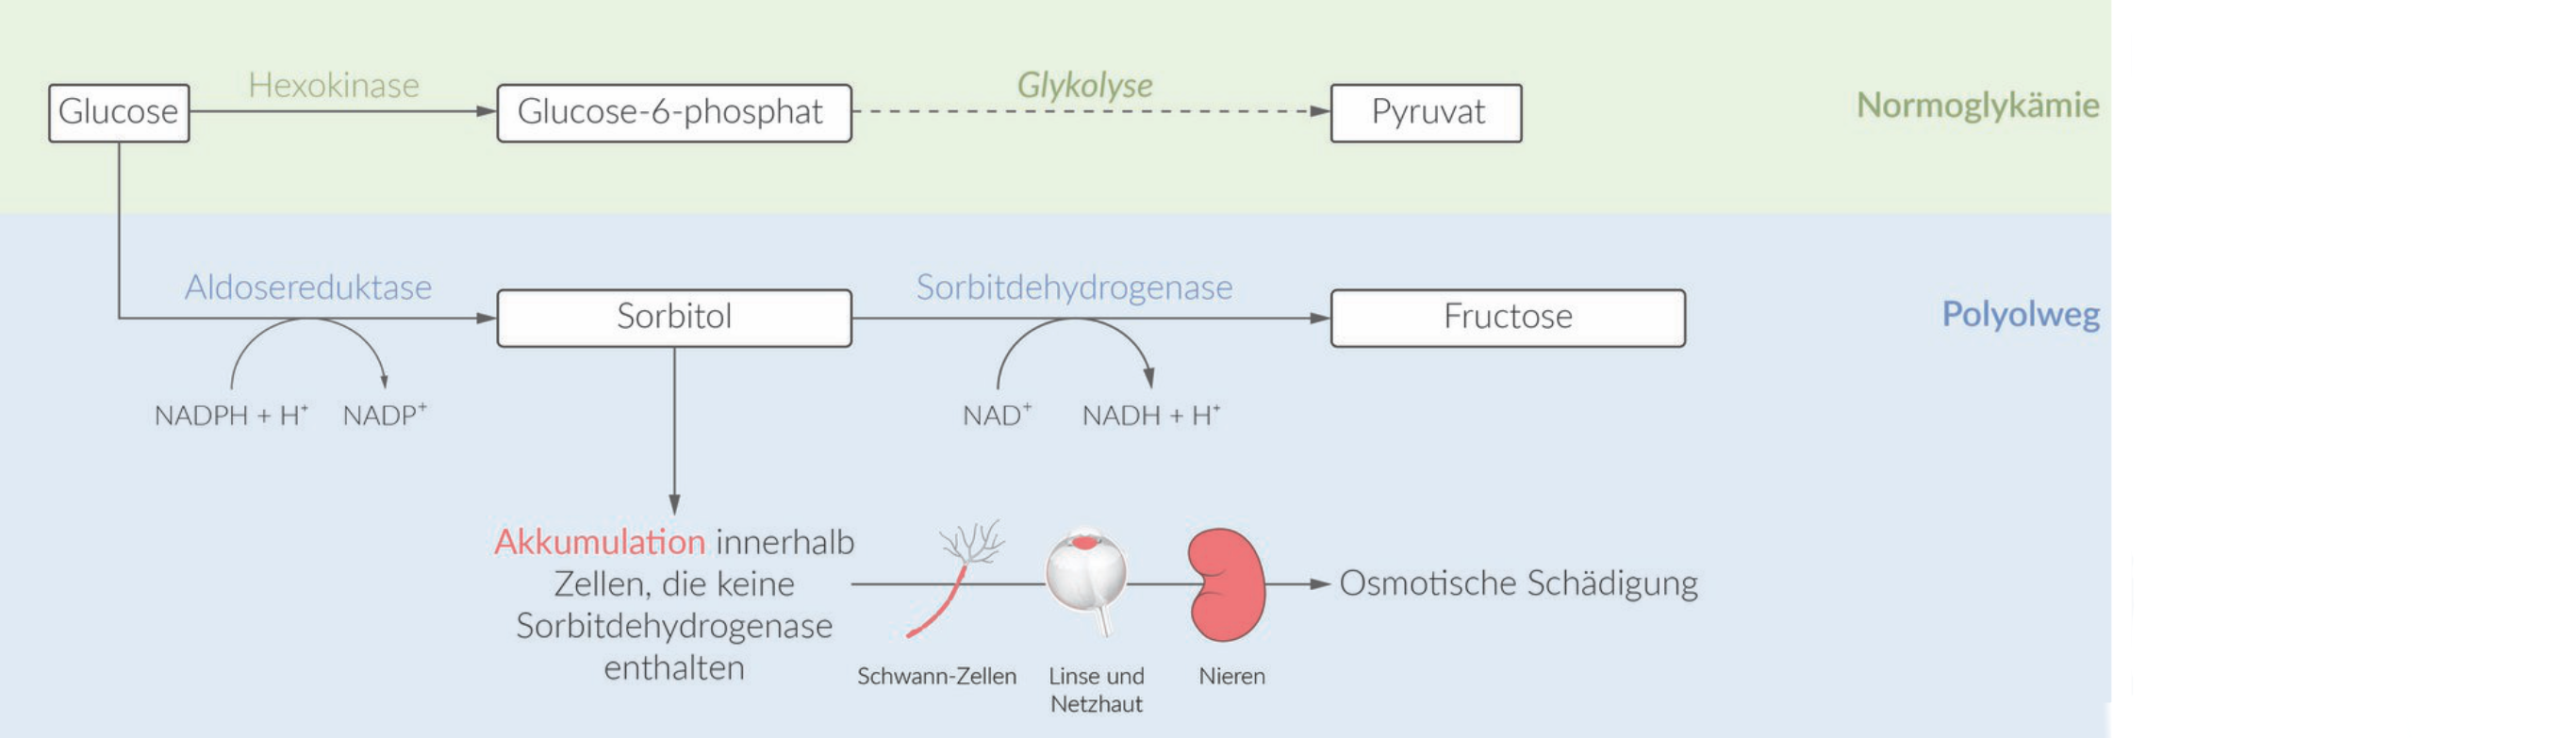 Hexokinase
Glykolyse
Glucose
Glucose-6-phosphat
Pyruvat
Normoglykämie
Aldosereduktase
Sorbitdehydrogenase
Sorbitol
Fructose
Polyolweg
NADPH + H⁺
NADP⁺
NAD⁺
NADH + H⁺
Akkumulation innerhalb
Zellen, die keine
Sorbitdehydrogenase
enthalten
Osmotische Schädigung
Schwann-Zellen
Linse und
Netzhaut
Nieren